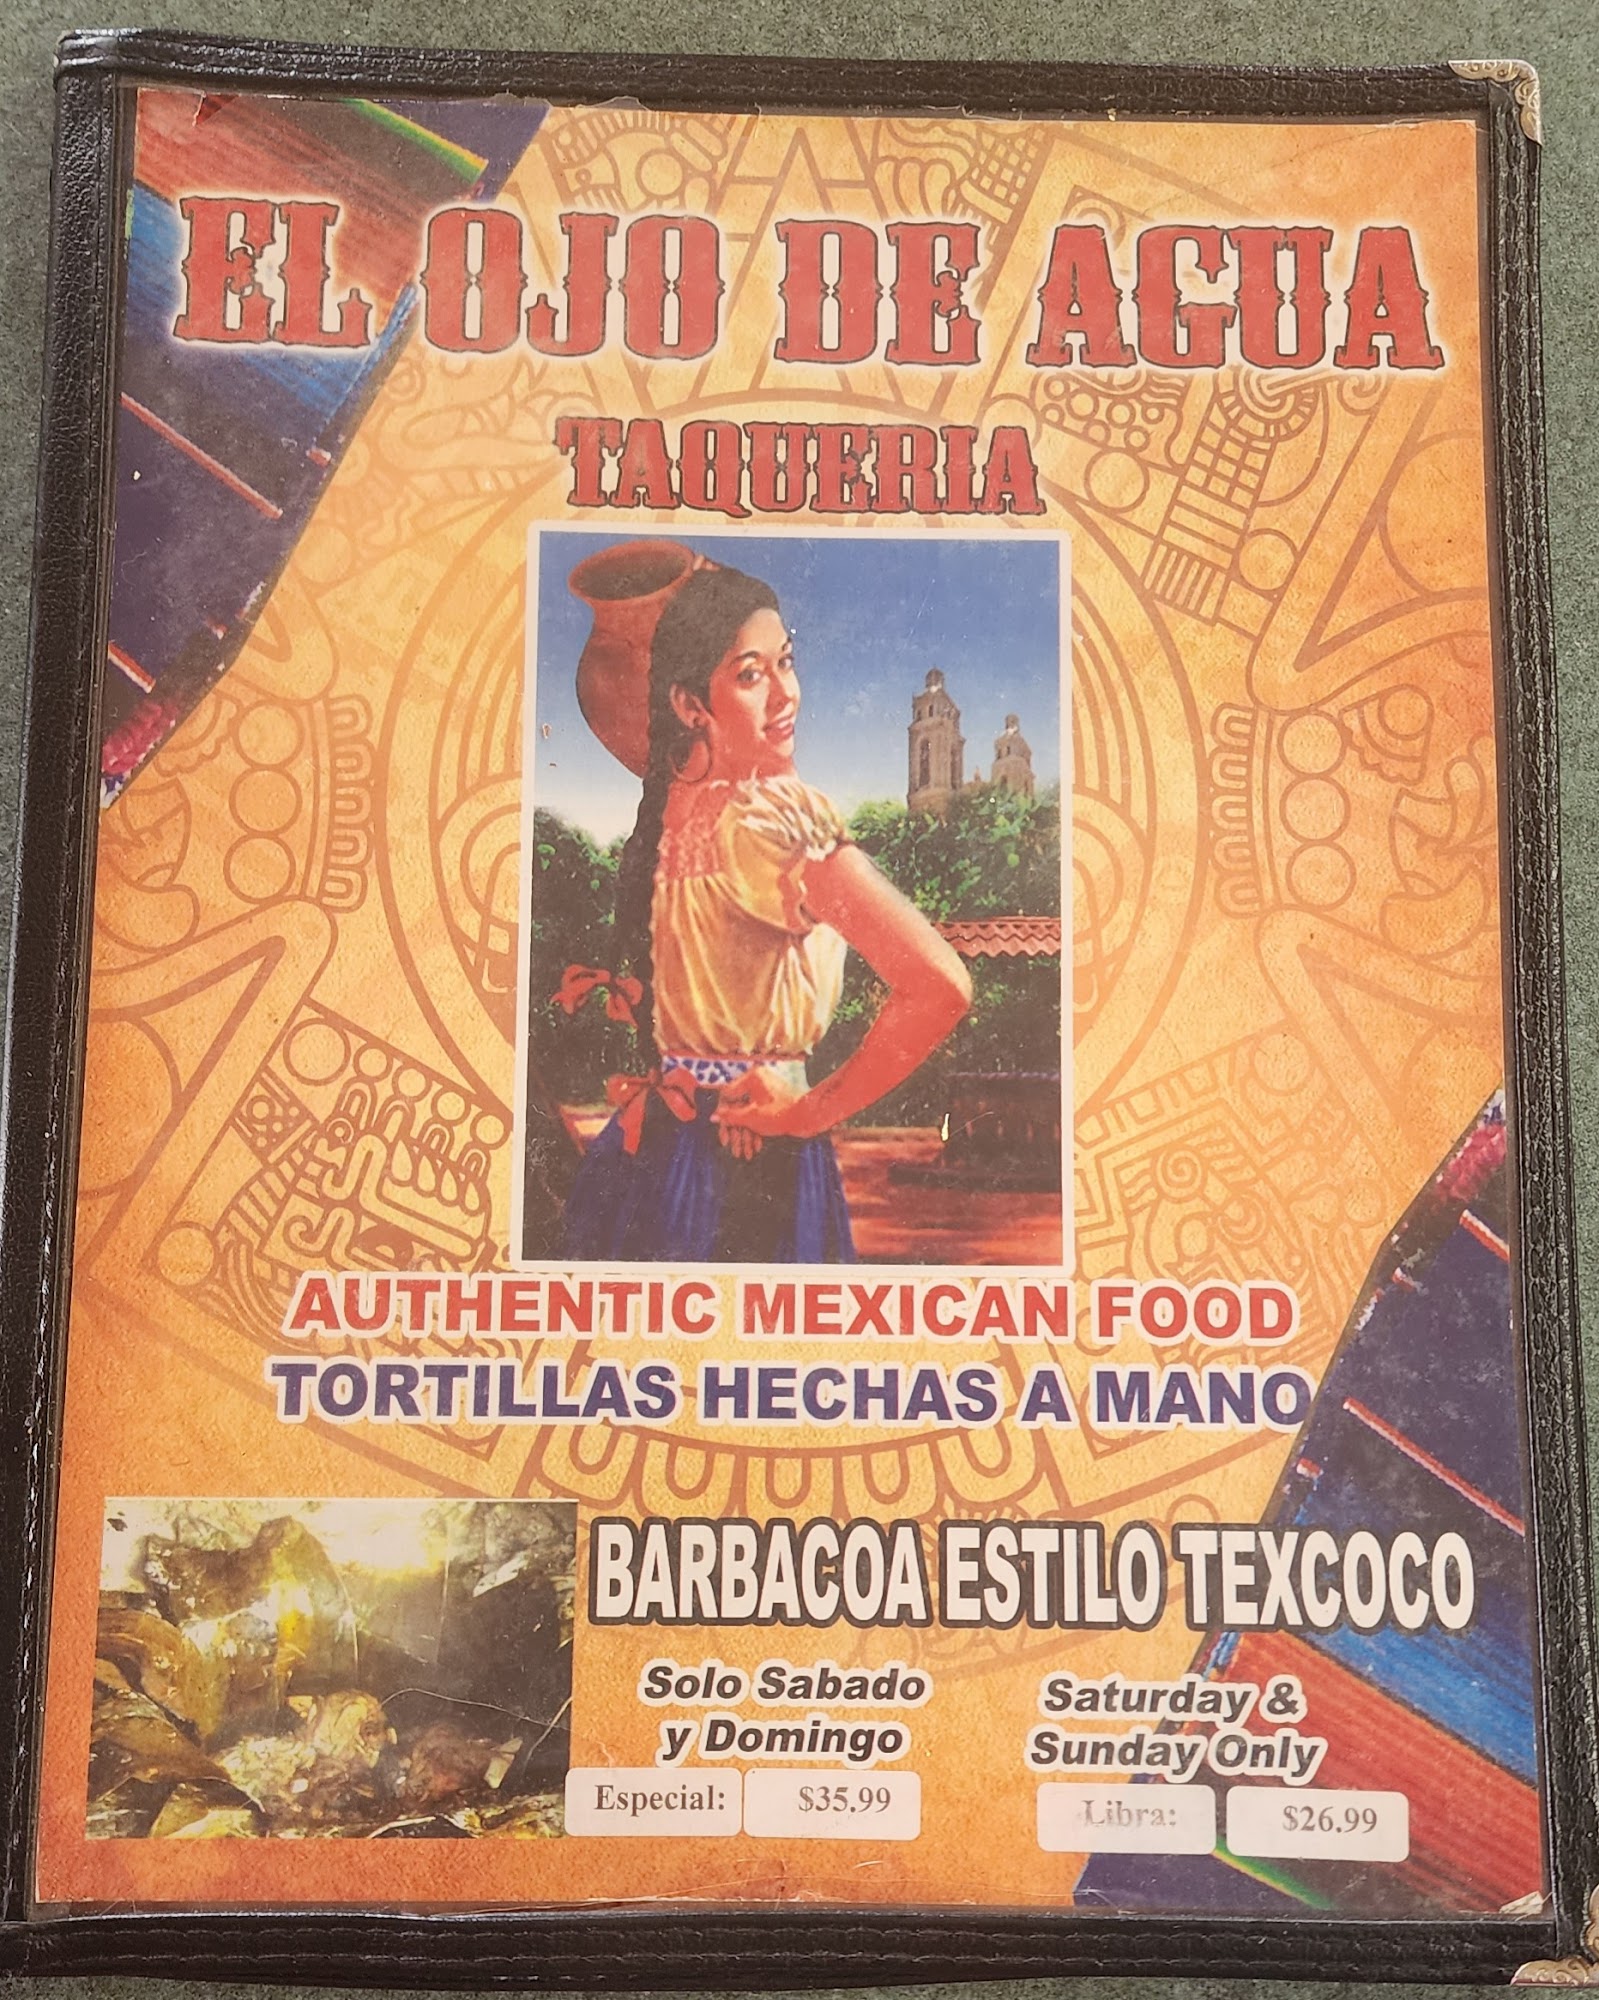 EL OJO DE AGUA
TAQUERIA
AUTHENTIC MEXICAN FOOD
TORTILLAS HECHAS A MANO
BARBACOA ESTILO TEXCOCO
Solo Sabado
y Domingo
Especial: $35.99
Saturday &
Sunday Only
Libra: $26.99